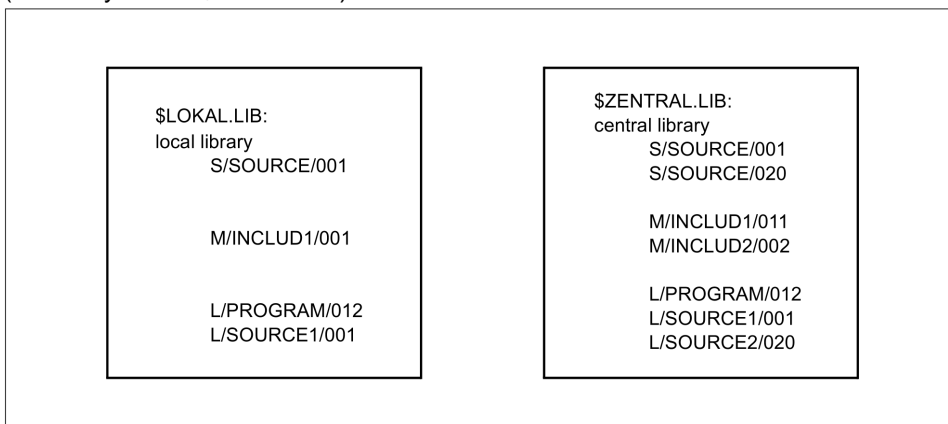 $LOKAL.LIB:
local library
S/SOURCE/001
M/INCLUD1/001
L/PROGRAM/012
L/SOURCE1/001
$ZENTRAL.LIB:
central library
S/SOURCE/001
S/SOURCE/020
M/INCLUD1/011
M/INCLUD2/002
L/PROGRAM/012
L/SOURCE1/001
L/SOURCE2/020